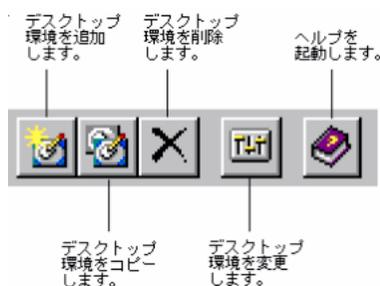 デスクトップ
環境を追加
します。
デスクトップ
環境を削除
します。
ヘルプを
起動します。
デスクトップ
環境をコピー
します。
デスクトップ
環境を変更
します。